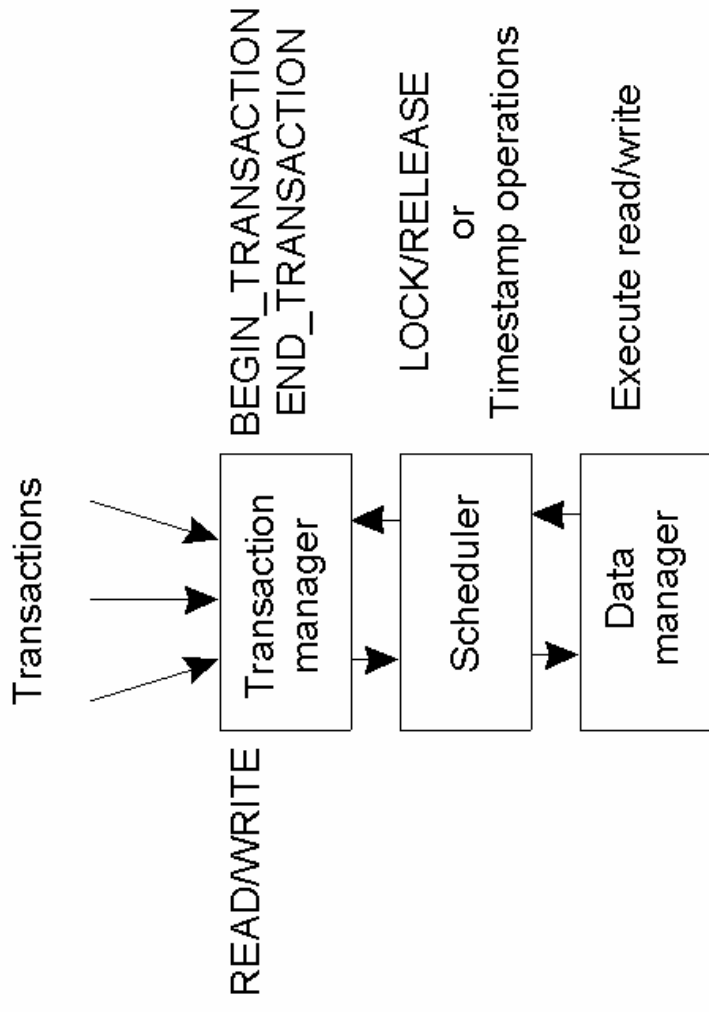 Transactions
READ/WRITE
Transaction
manager
BEGIN_TRANSACTION
END_TRANSACTION
Scheduler
LOCK/RELEASE
or
Timestamp operations
Data
manager
Execute read/write